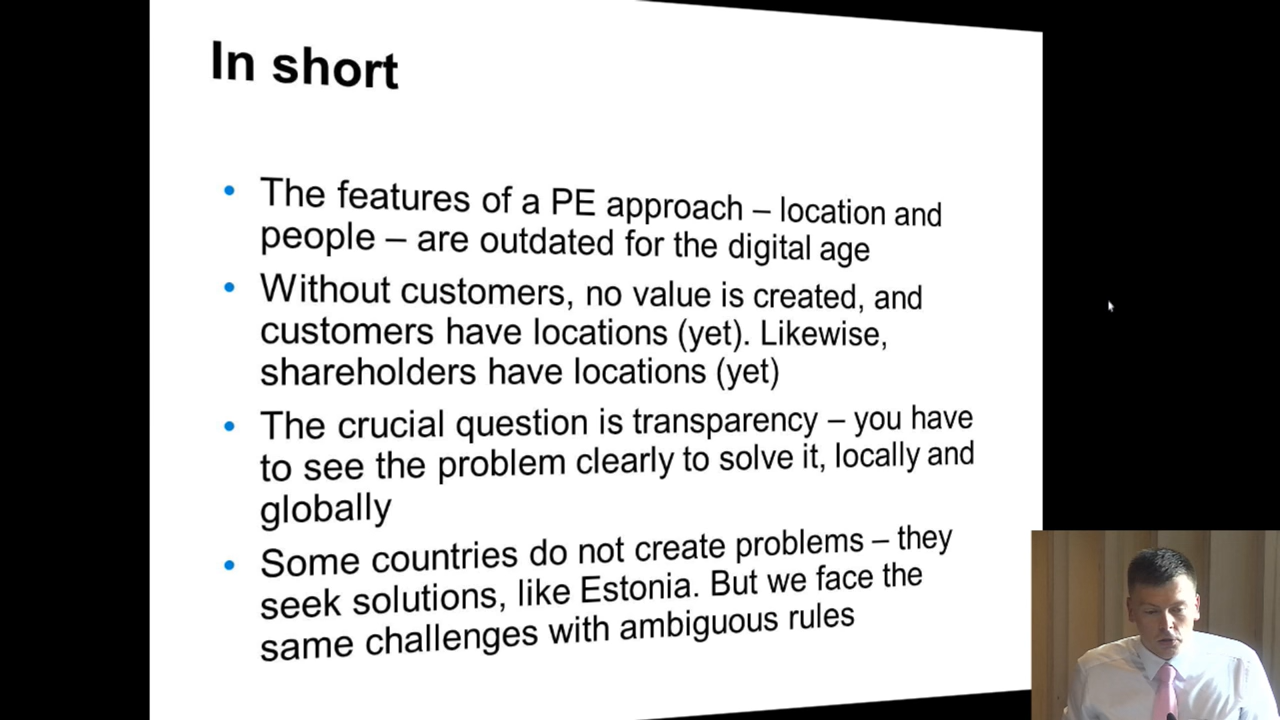 In short
• The features of a PE approach – location and
people – are outdated for the digital age
• Without customers, no value is created, and
customers have locations (yet). Likewise,
shareholders have locations (yet)
• The crucial question is transparency – you have
to see the problem clearly to solve it, locally and
globally
• Some countries do not create problems – they
seek solutions, like Estonia. But we face the
same challenges with ambiguous rules